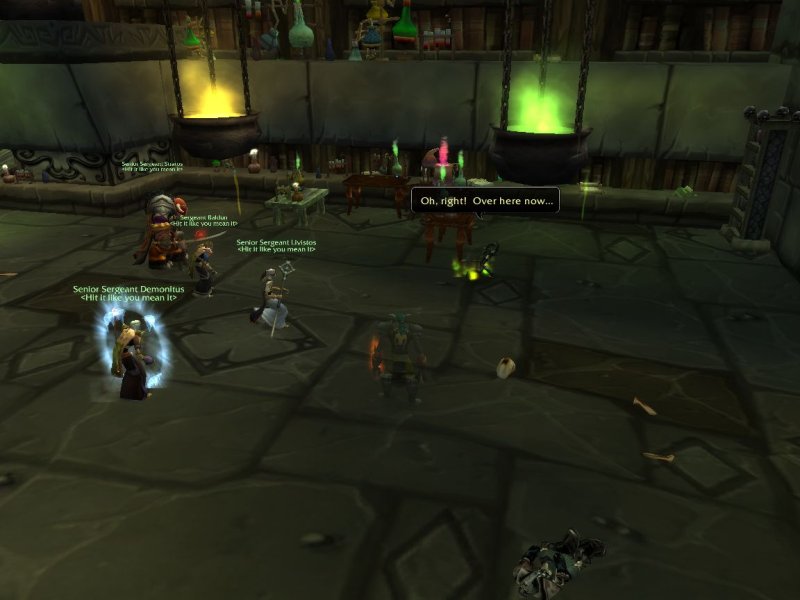 Senior Sergeant Suavos
<Hit it like you mean it>
Oh, right! Over here now...
Sergeant Baldun
<Hit it like you mean it>
Senior Sergeant Livistos
<Hit it like you mean it>
Senior Sergeant Demonitus
<Hit it like you mean it>